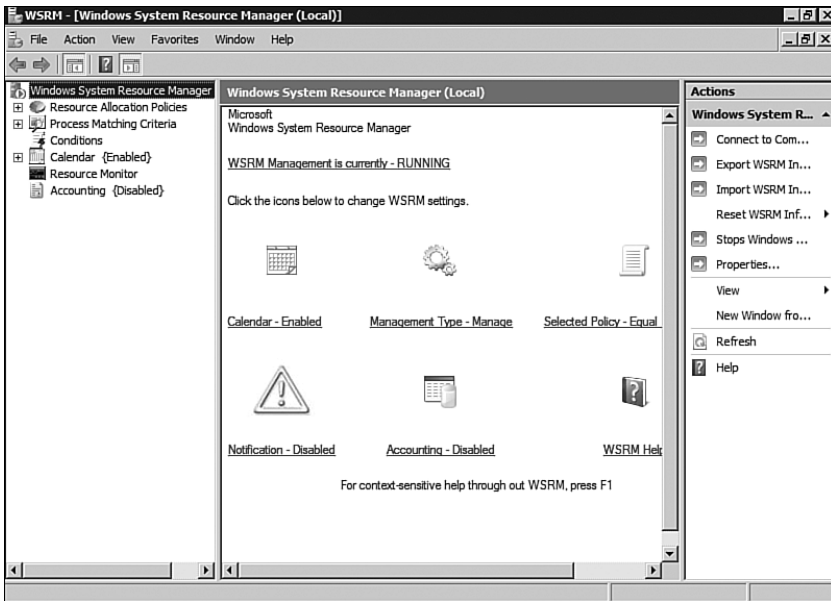 WSRM - [Windows System Resource Manager (Local)]
File Action View Favorites Window Help
Windows System Resource Manager
Resource Allocation Policies
Process Matching Criteria
Conditions
Calendar {Enabled}
Resource Monitor
Accounting {Disabled}
Windows System Resource Manager (Local)
Microsoft
Windows System Resource Manager
WSRM Management is currently - RUNNING
Click the icons below to change WSRM settings.
Calendar - Enabled
Management Type - Manage
Selected Policy - Equal
Notification - Disabled
Accounting - Disabled
WSRM Help
For context-sensitive help through out WSRM, press F1
Actions
Windows System R...
Connect to Com...
Export WSRM In...
Import WSRM In...
Reset WSRM Inf...
Stops Windows ...
Properties...
View
New Window fro...
Refresh
Help